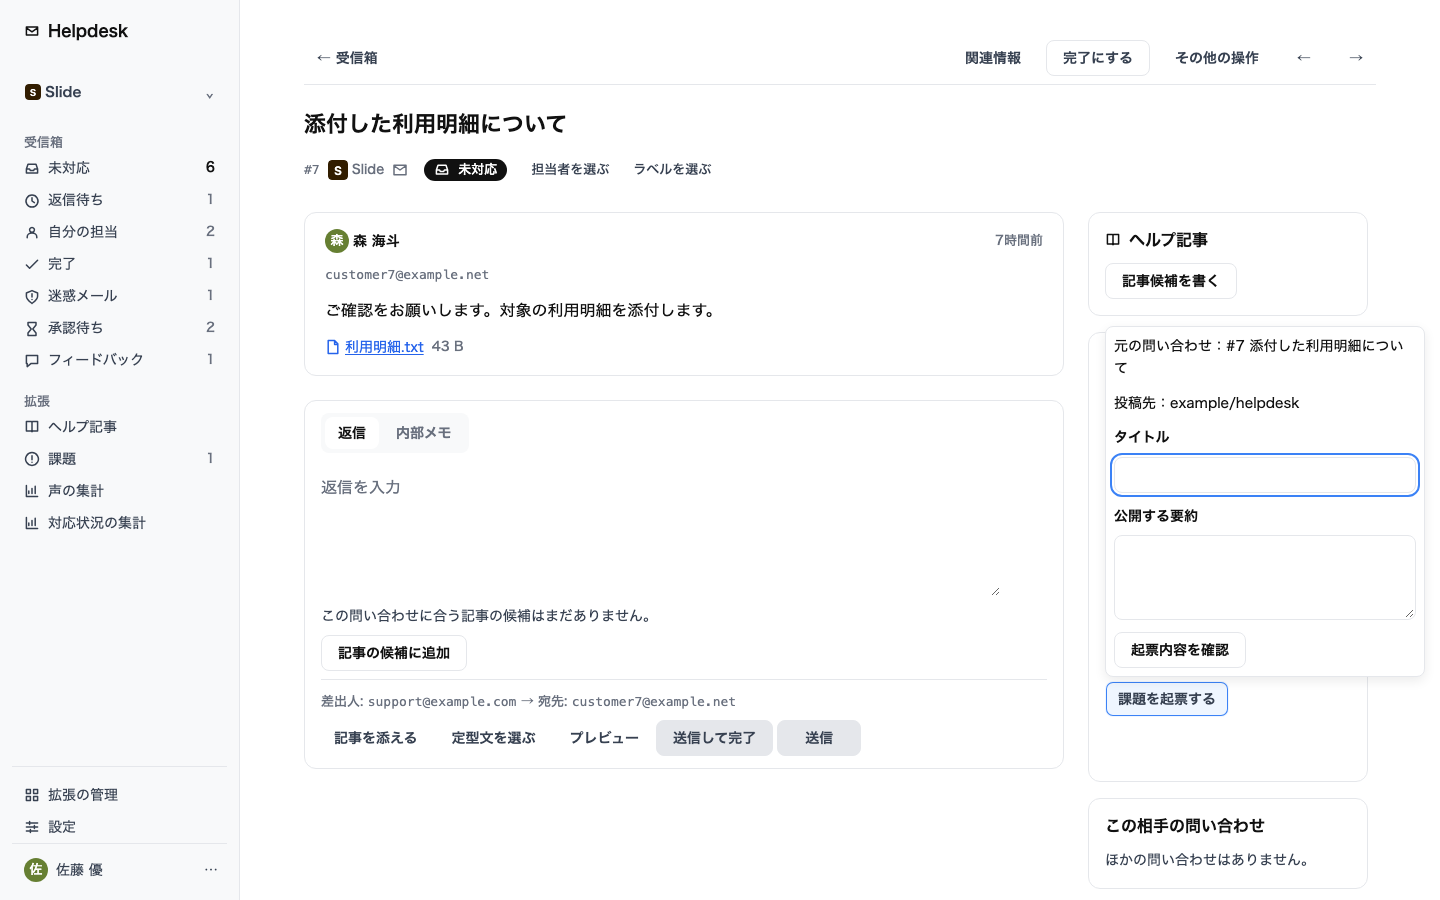 Helpdesk
S Slide
受信箱
未対応 6
返信待ち 1
自分の担当 2
完了 1
迷惑メール 1
承認待ち 2
フィードバック 1
拡張
ヘルプ記事
課題 1
声の集計
対応状況の集計
拡張の管理
設定
佐 佐藤 優 …
← 受信箱
関連情報 完了にする その他の操作 ← →
添付した利用明細について
#7 S Slide 未対応 担当者を選ぶ ラベルを選ぶ
森 森 海斗 7時間前
customer7@example.net
ご確認をお願いします。対象の利用明細を添付します。
利用明細.txt 43 B
返信 内部メモ
返信を入力
この問い合わせに合う記事の候補はまだありません。
記事の候補に追加
差出人: support@example.com → 宛先: customer7@example.net
記事を添える 定型文を選ぶ プレビュー 送信して完了 送信
ヘルプ記事
記事候補を書く
元の問い合わせ：#7 添付した利用明細につい
て
投稿先：example/helpdesk
タイトル
公開する要約
起票内容を確認
課題を起票する
この相手の問い合わせ
ほかの問い合わせはありません。